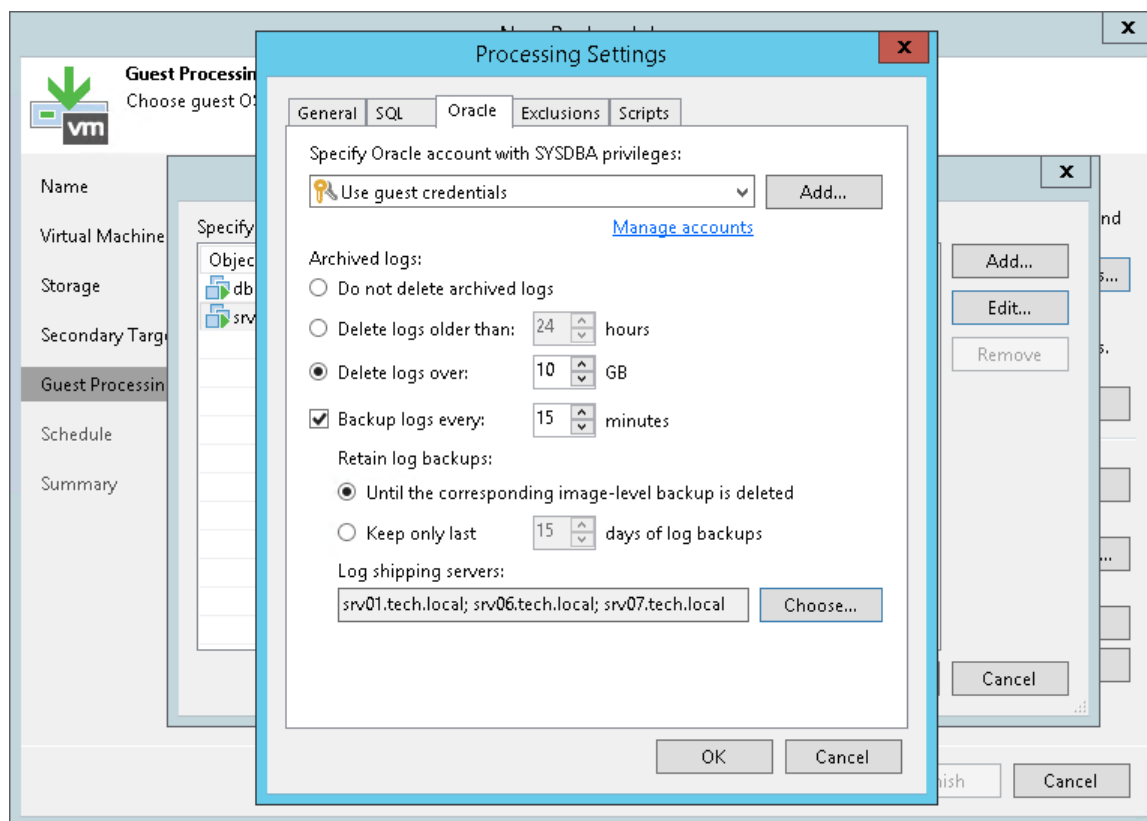 Processing Settings
Guest Processin
Choose guest O
vm
Name
Virtual Machine
Storage
Secondary Targ
Guest Processin
Schedule
Summary
Specify
Objec
db
srv
General SQL Oracle Exclusions Scripts
Specify Oracle account with SYSDBA privileges:
Use guest credentials Add...
Manage accounts
Archived logs:
Do not delete archived logs
Delete logs older than: 24 hours
Delete logs over: 10 GB
Backup logs every: 15 minutes
Retain log backups:
Until the corresponding image-level backup is deleted
Keep only last 15 days of log backups
Log shipping servers:
srv01.tech.local; srv06.tech.local; srv07.tech.local Choose...
OK Cancel
Add...
Edit...
Remove
Cancel
nd
s...
s.
...
nish Cancel